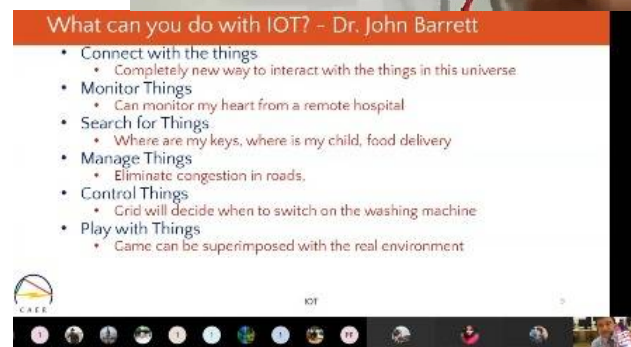 What can you do with IOT? - Dr. John Barrett
• Connect with the things
• Completely new way to interact with the things in this universe
• Monitor Things
• Can monitor my heart from a remote hospital
• Search for Things
• Where are my keys, where is my child, food delivery
• Manage Things
• Eliminate congestion in roads,
• Control Things
• Grid will decide when to switch on the washing machine
• Play with Things
• Game can be superimposed with the real environment
CAEE
IOT